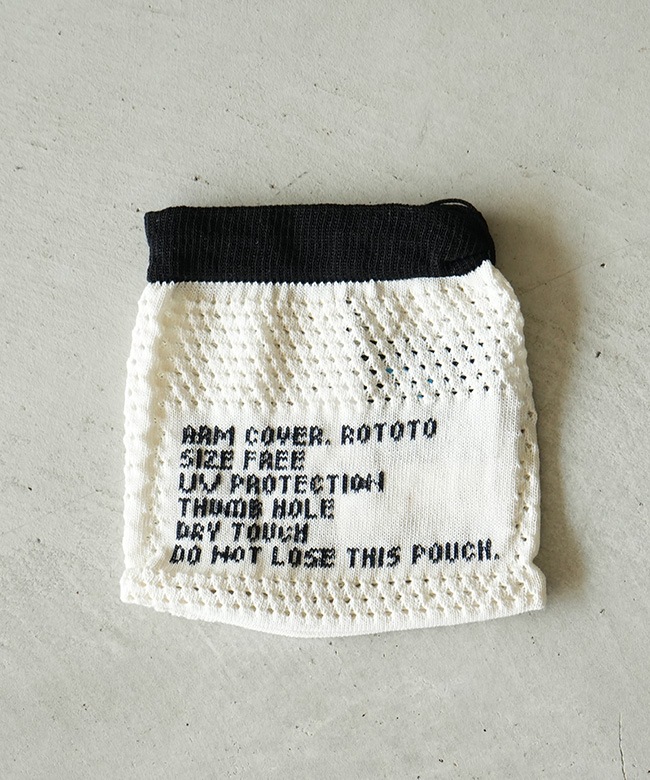 ARM COVER. ROTOTO
SIZE FREE
UV PROTECTION
THUMB HOLE
DRY TOUCH
DO NOT LOSE THIS POUCH.